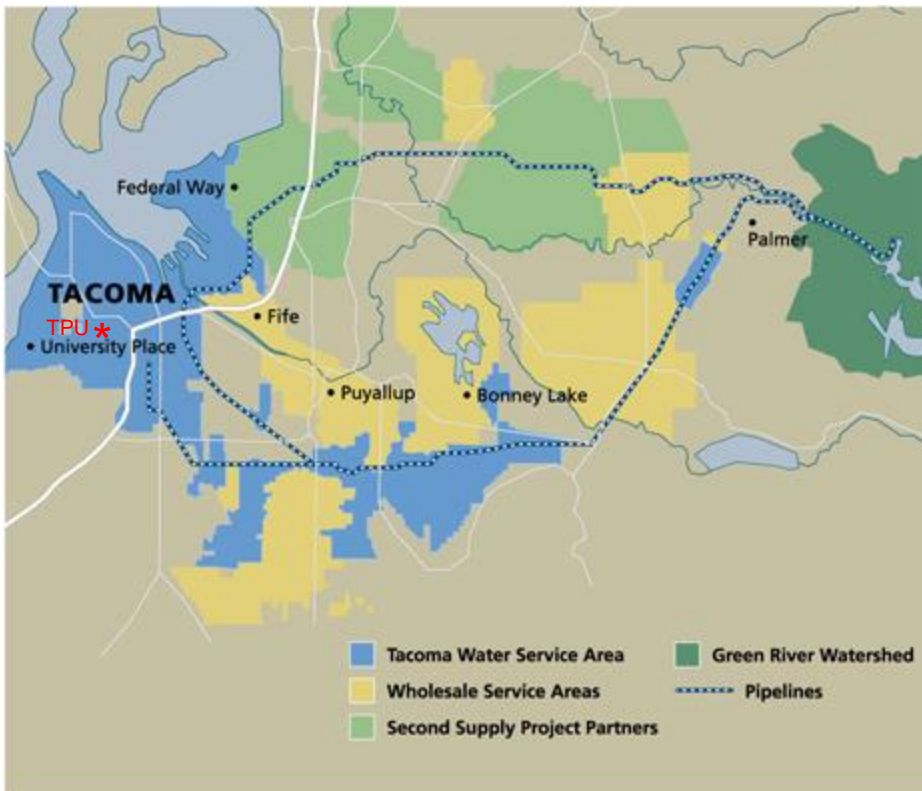 Federal Way
Palmer
TACOMA
Fife
TPU *
University Place
Puyallup
Bonney Lake
Tacoma Water Service Area
Green River Watershed
Wholesale Service Areas
Pipelines
Second Supply Project Partners